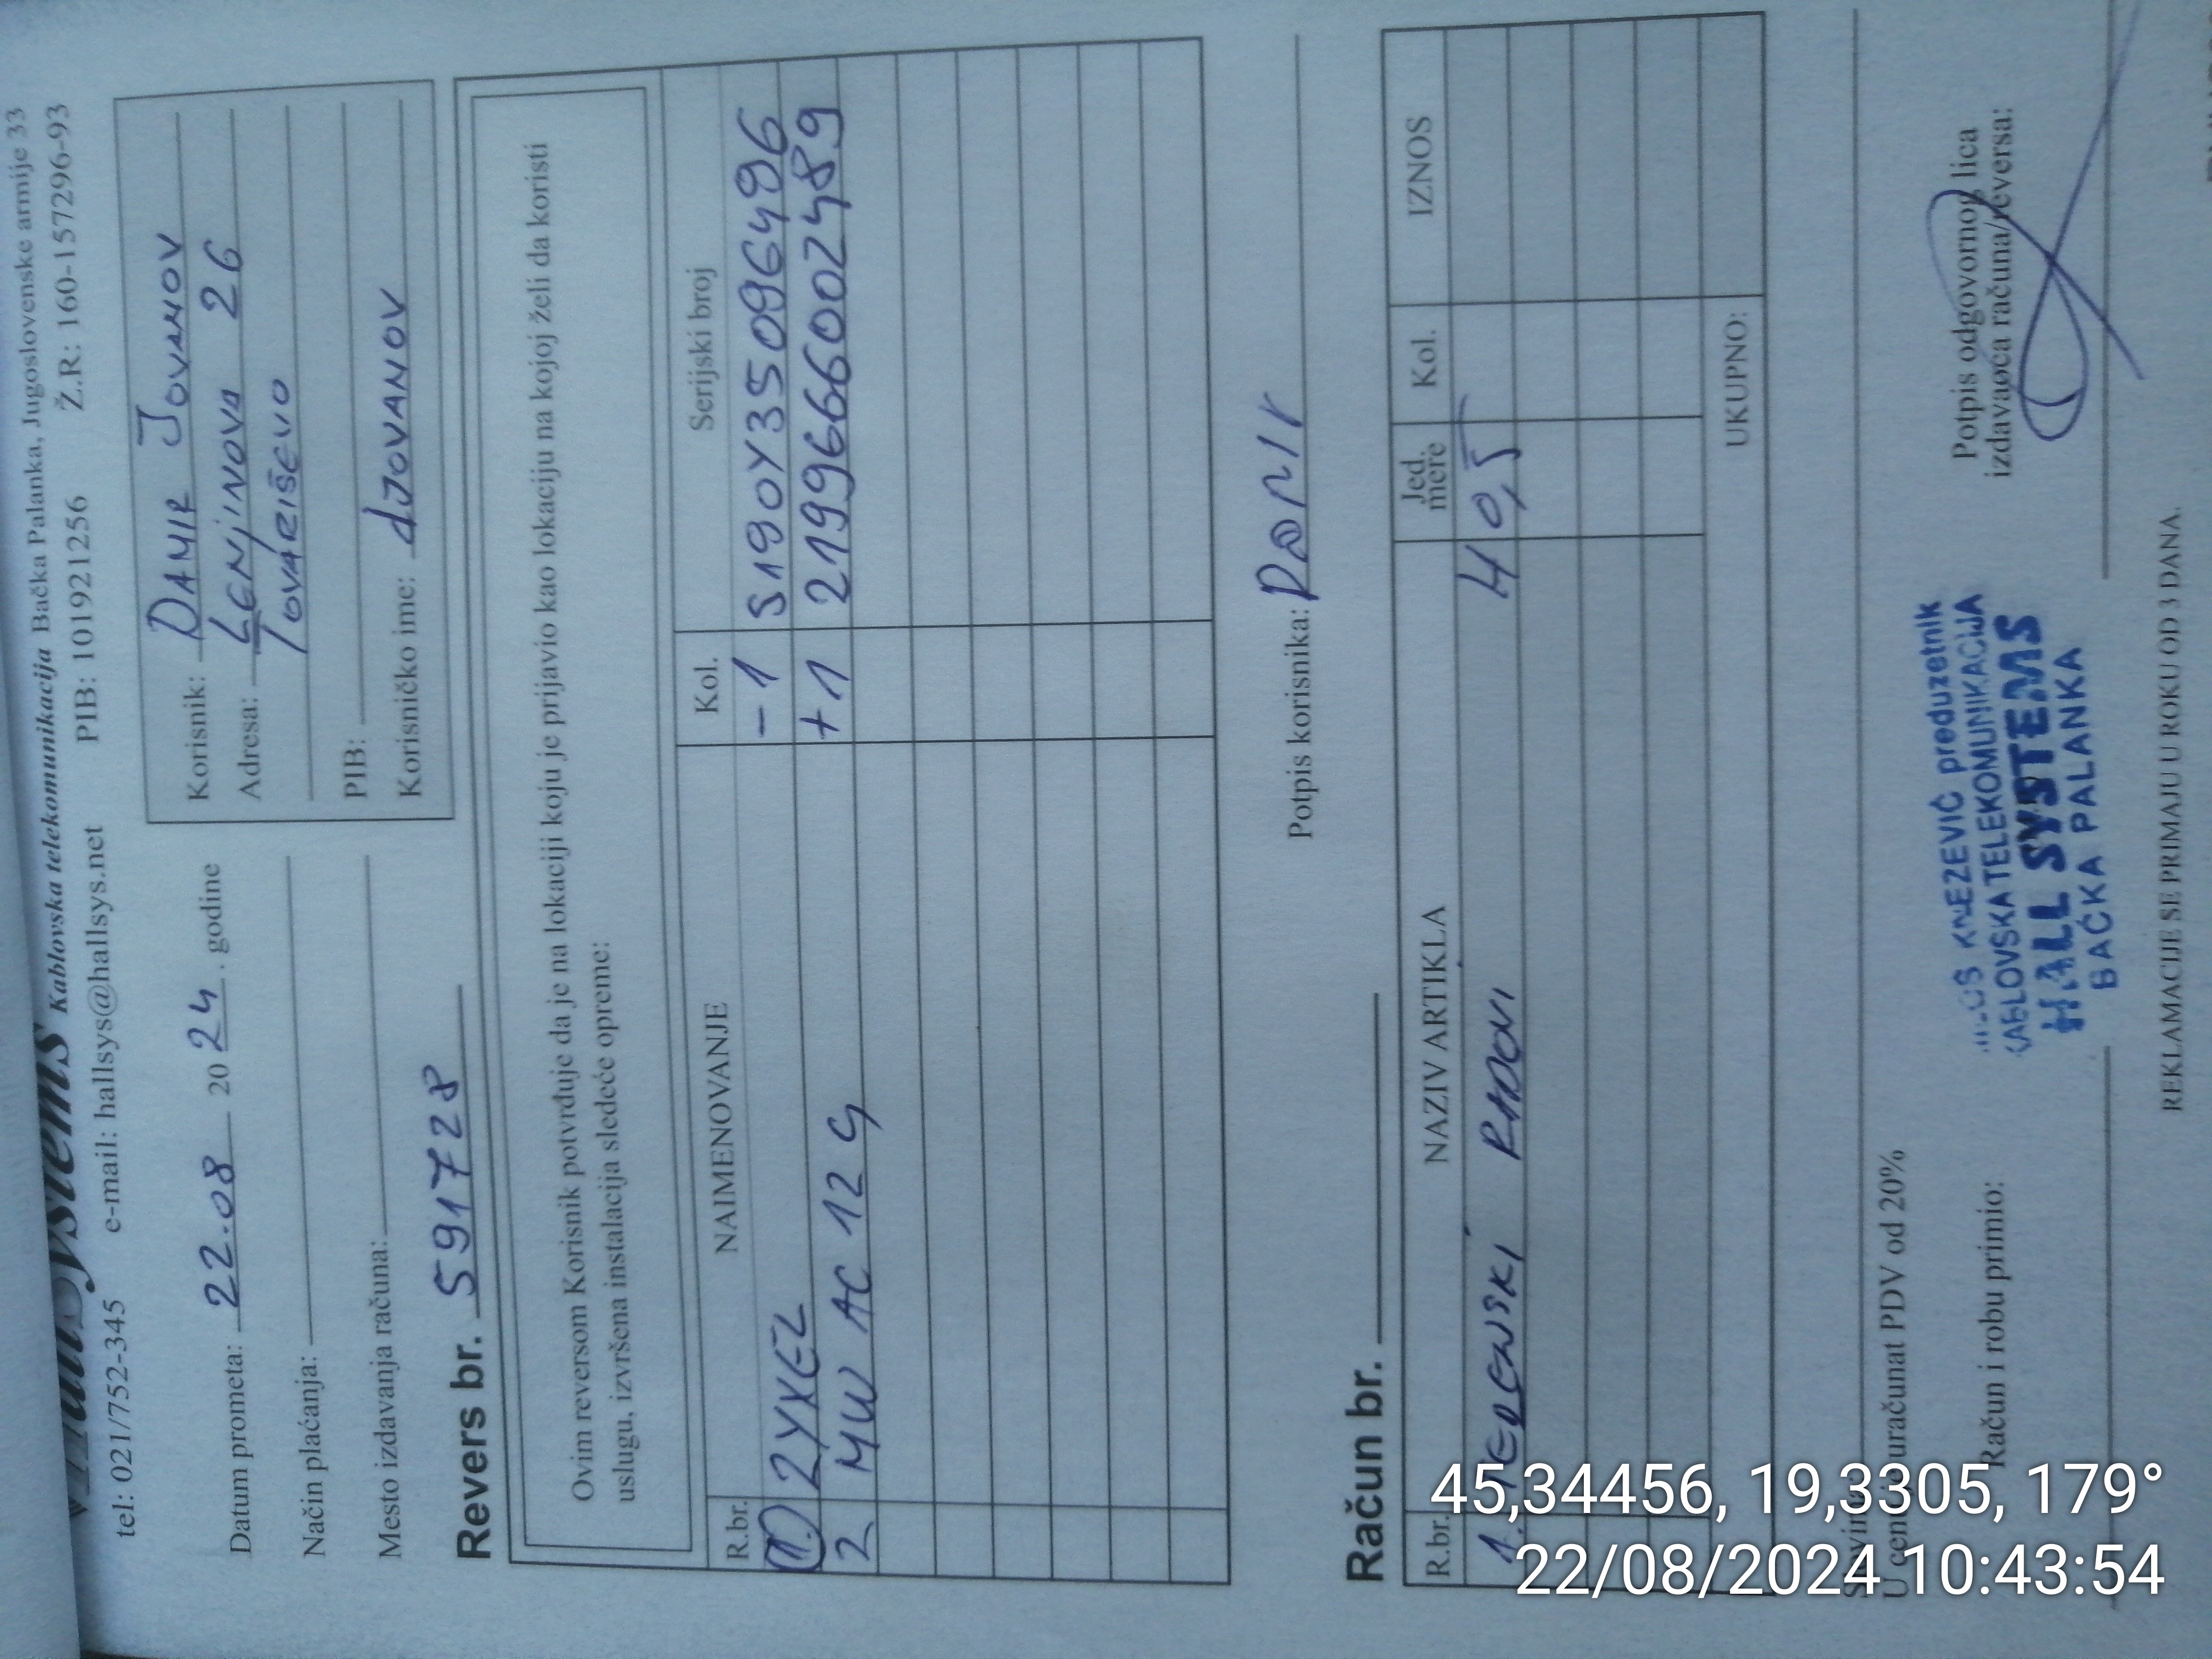 HallSystems Kablovska telekomunikacija Bačka Palanka, Jugoslovenske armije 33
tel: 021/752-345 e-mail: hallsys@hallsys.net PIB: 101921256 Ž.R: 160-157296-93
Datum prometa: 22.08 20 24. godine
Način plaćanja:
Mesto izdavanja računa:
Korisnik: DAMIR JOVANOV
Adresa: LENJINOVA 26
TOVARIŠEVO
PIB:
Korisničko ime: dJOVANOV
Revers br. 591728
Ovim reversom Korisnik potvrđuje da je na lokaciji koju je prijavio kao lokaciju na kojoj želi da koristi
uslugu, izvršena instalacija sledeće opreme:
R.br. NAIMENOVANJE Kol. Serijski broj
1. ZYXEL -1 S190Y35096496
2 MW AC 12 G +1 2199666002489
Potpis korisnika:
Račun br.
R.br. NAZIV ARTIKLA Jed. mere Kol. IZNOS
1. RADOVI H 0,5
UKUPNO:
U cenu je uračunat PDV od 20%
Račun i robu primio:
Potpis odgovornog lica
izdavaoca računa/reversa:
KNEZEVIĆ preduzetnik
KABLOVSKA TELEKOMUNIKACIJA
HALL SYSTEMS
BAČKA PALANKA
REKLAMACIJE SE PRIMAJU U ROKU OD 3 DANA.
45,34456, 19,3305, 179°
22/08/2024 10:43:54